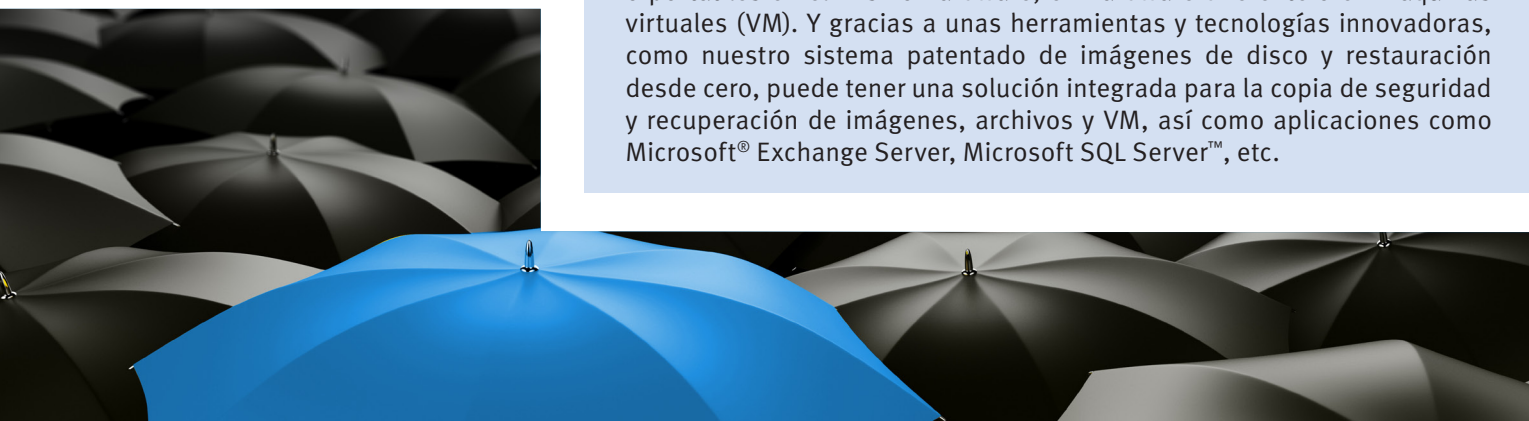 virtuales (VM). Y gracias a unas herramientas y tecnologías innovadoras,
como nuestro sistema patentado de imágenes de disco y restauración
desde cero, puede tener una solución integrada para la copia de seguridad
y recuperación de imágenes, archivos y VM, así como aplicaciones como
Microsoft® Exchange Server, Microsoft SQL Server™, etc.